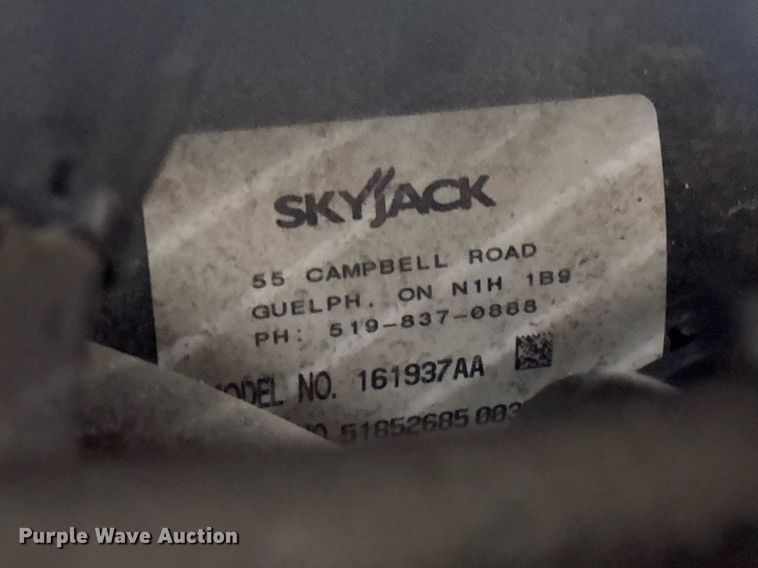 SKYJACK
55 CAMPBELL ROAD
GUELPH. ON N1H 1B9
PH: 519-837-0888
MODEL NO. 161937AA
51852685 003
Purple Wave Auction